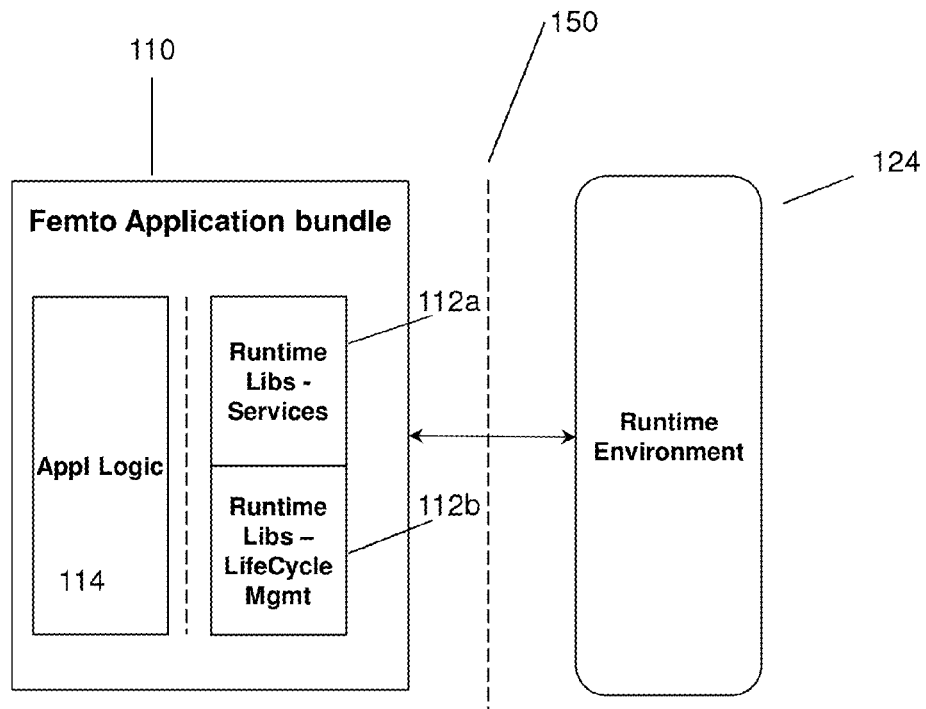 150
110
124
Femto Application bundle
112a
Runtime
Libs -
Services
Appl Logic
Runtime
Environment
112b
Runtime
Libs –
LifeCycle
Mgmt
114